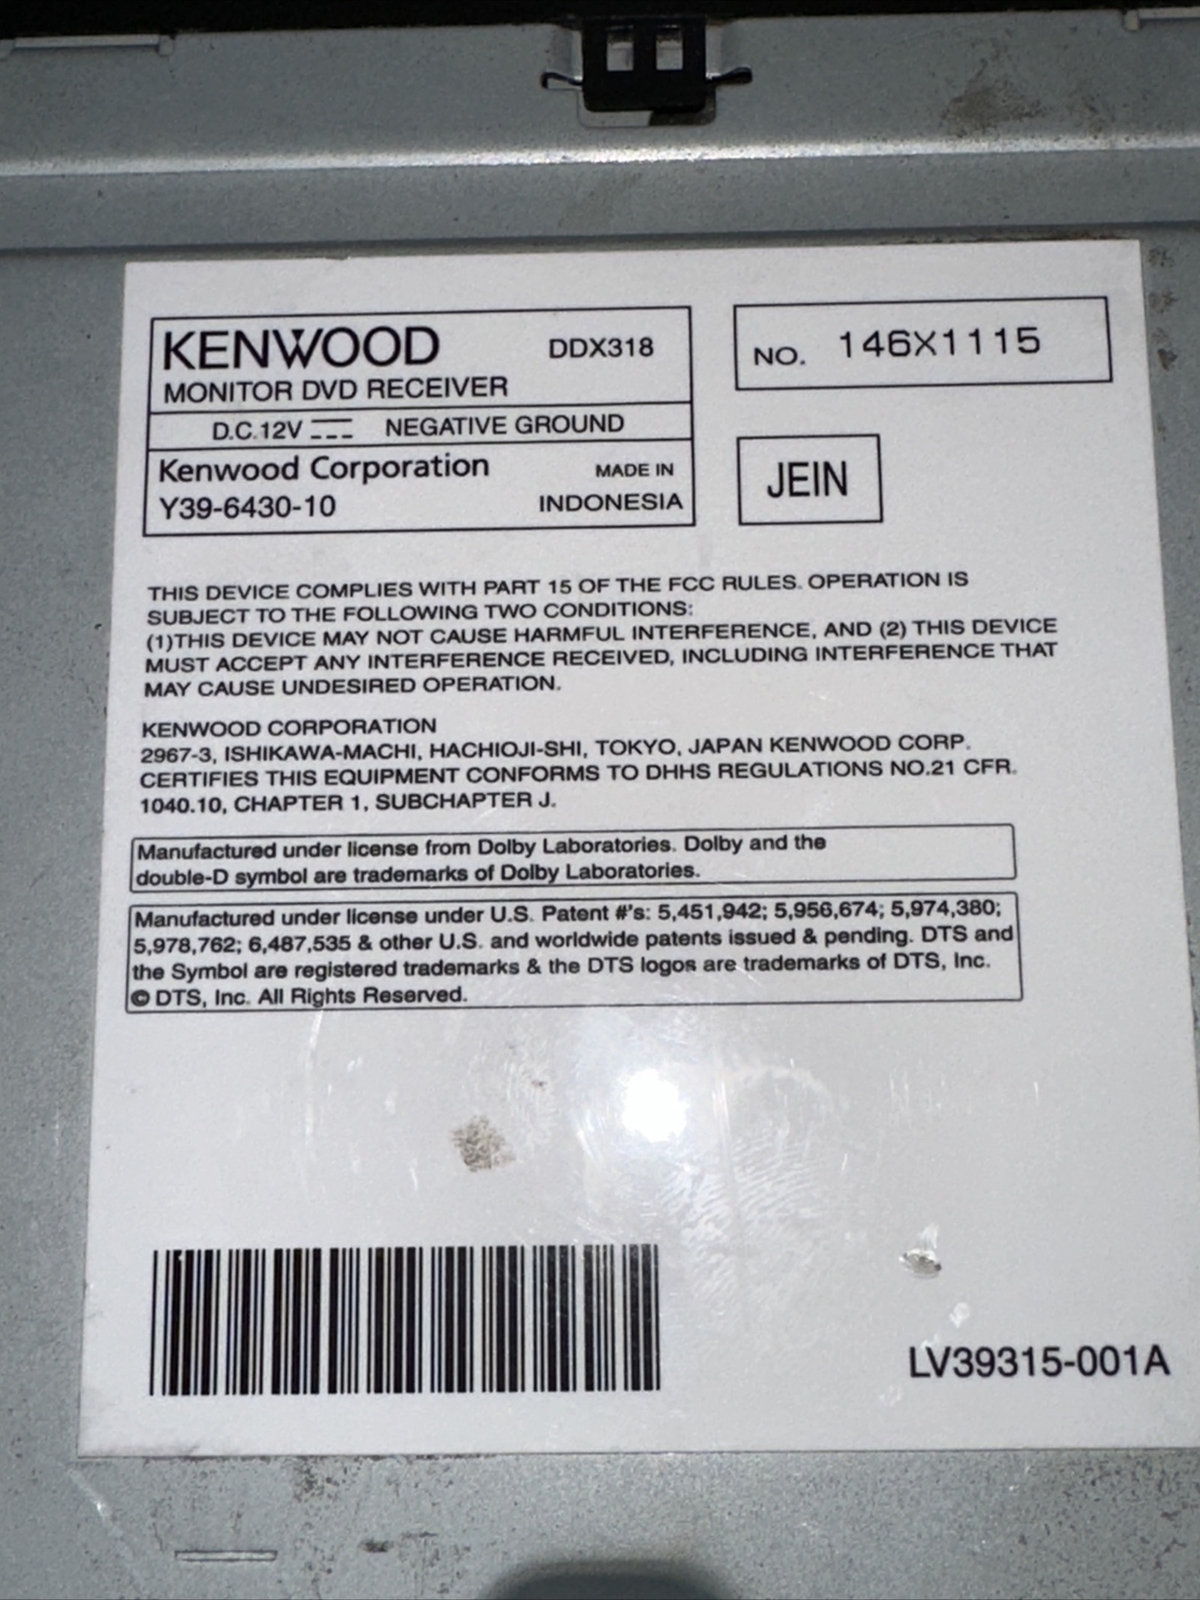 KENWOOD DDX318
MONITOR DVD RECEIVER
D.C.12V NEGATIVE GROUND
Kenwood Corporation MADE IN
Y39-6430-10 INDONESIA
NO. 146X1115
JEIN
THIS DEVICE COMPLIES WITH PART 15 OF THE FCC RULES. OPERATION IS
SUBJECT TO THE FOLLOWING TWO CONDITIONS:
(1)THIS DEVICE MAY NOT CAUSE HARMFUL INTERFERENCE, AND (2) THIS DEVICE
MUST ACCEPT ANY INTERFERENCE RECEIVED, INCLUDING INTERFERENCE THAT
MAY CAUSE UNDESIRED OPERATION.
KENWOOD CORPORATION
2967-3, ISHIKAWA-MACHI, HACHIOJI-SHI, TOKYO, JAPAN KENWOOD CORP.
CERTIFIES THIS EQUIPMENT CONFORMS TO DHHS REGULATIONS NO.21 CFR.
1040.10, CHAPTER 1, SUBCHAPTER J.
Manufactured under license from Dolby Laboratories. Dolby and the
double-D symbol are trademarks of Dolby Laboratories.
Manufactured under license under U.S. Patent #'s: 5,451,942; 5,956,674; 5,974,380;
5,978,762; 6,487,535 & other U.S. and worldwide patents issued & pending. DTS and
the Symbol are registered trademarks & the DTS logos are trademarks of DTS, Inc.
© DTS, Inc. All Rights Reserved.
LV39315-001A